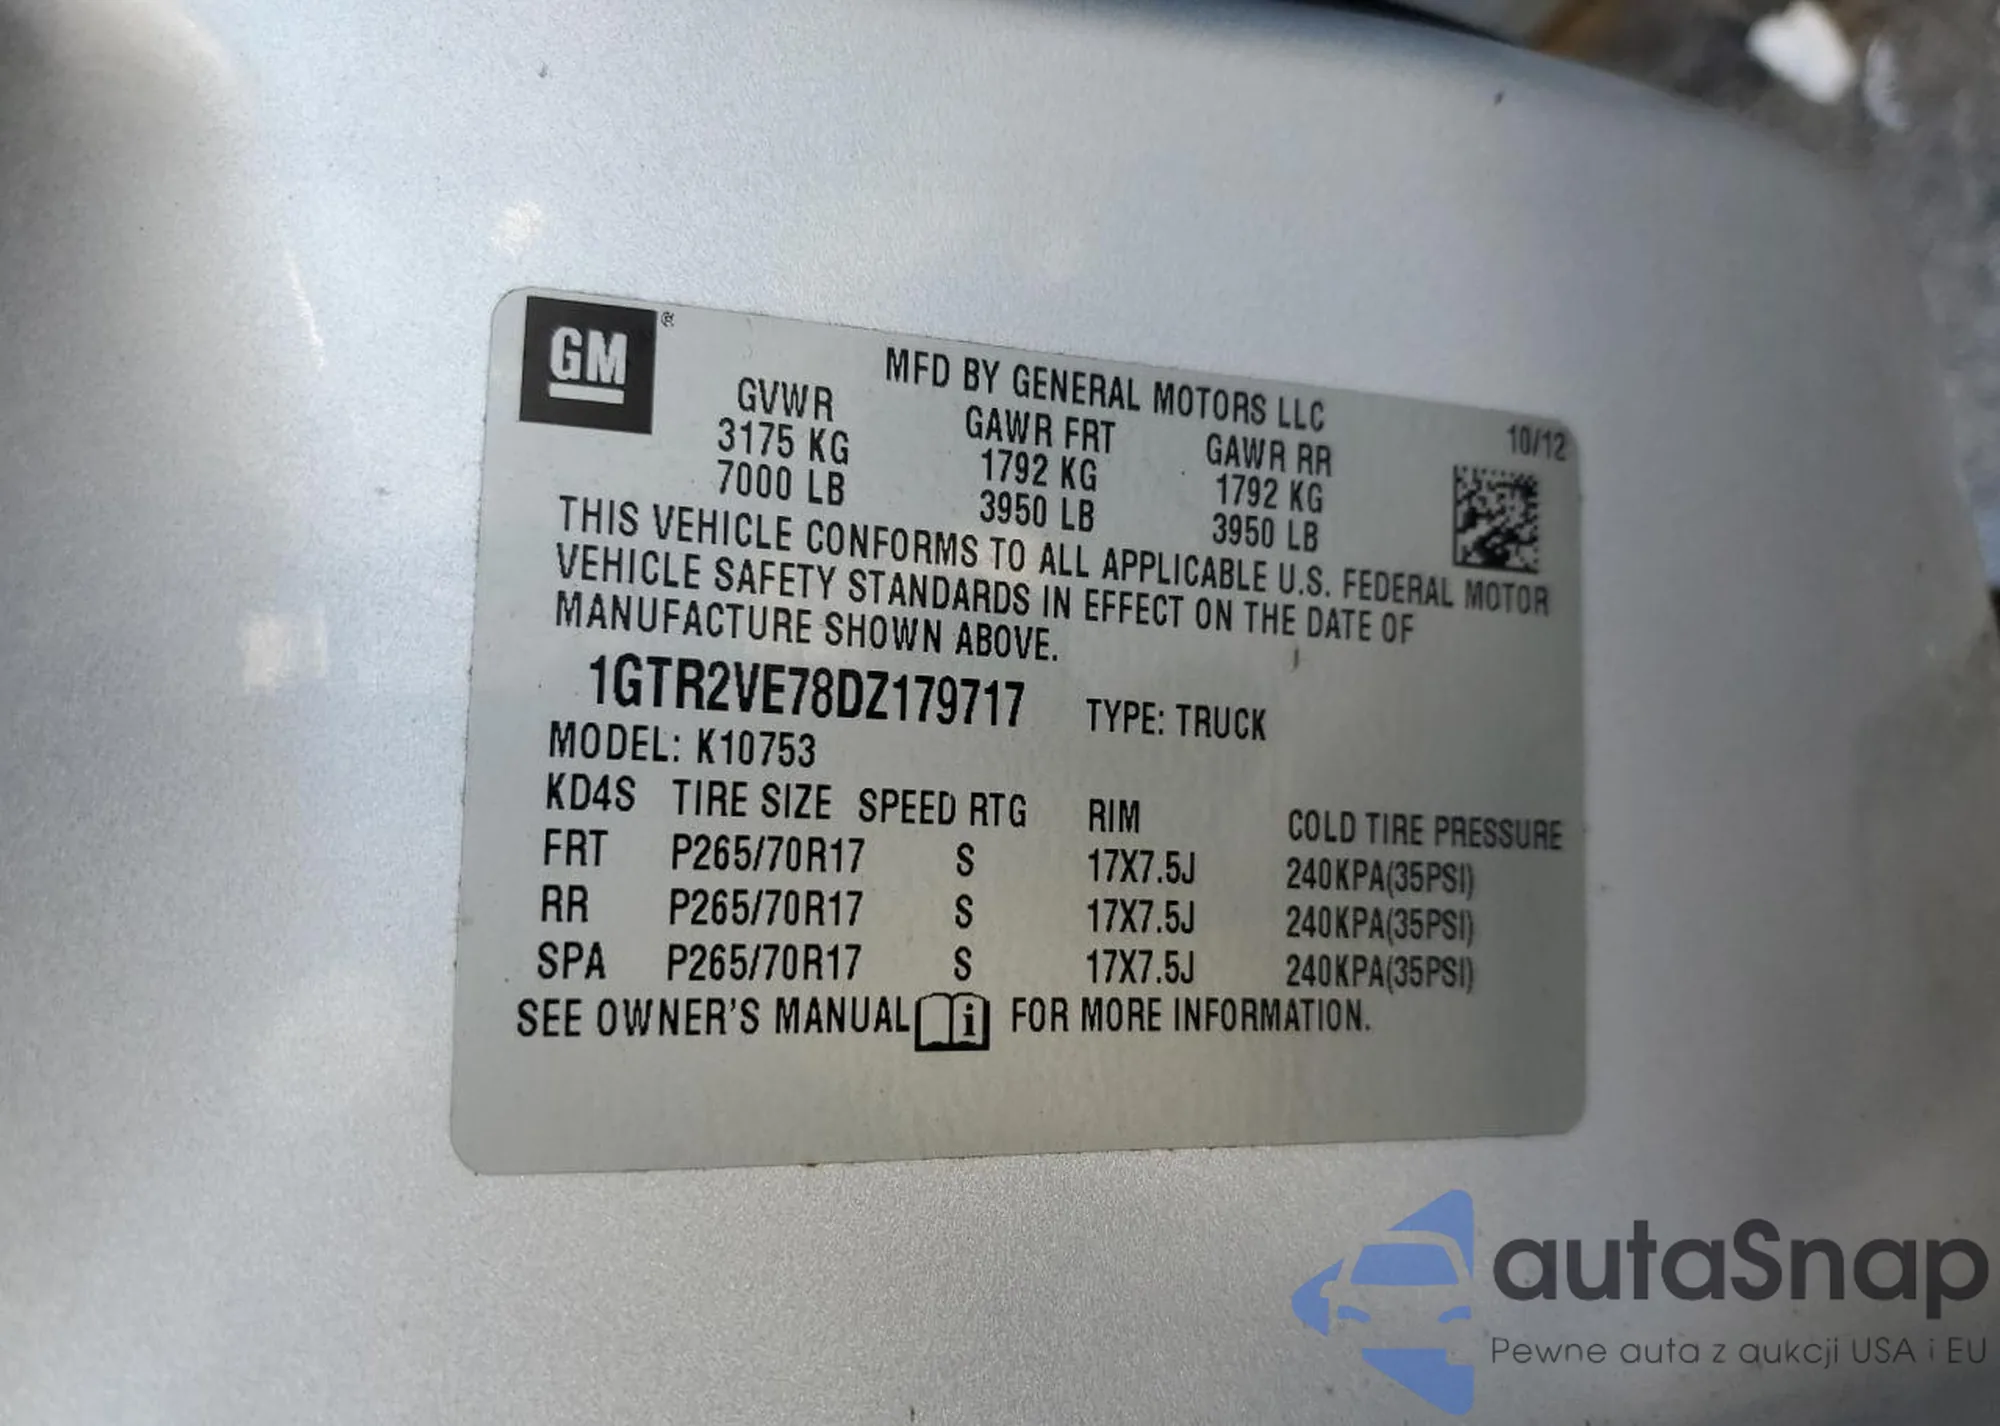 GM
MFD BY GENERAL MOTORS LLC
10/12
GVWR GAWR FRT GAWR RR
3175 KG 1792 KG 1792 KG
7000 LB 3950 LB 3950 LB
THIS VEHICLE CONFORMS TO ALL APPLICABLE U.S. FEDERAL MOTOR
VEHICLE SAFETY STANDARDS IN EFFECT ON THE DATE OF
MANUFACTURE SHOWN ABOVE.
1GTR2VE78DZ179717 TYPE: TRUCK
MODEL: K10753
KD4S TIRE SIZE SPEED RTG RIM COLD TIRE PRESSURE
FRT P265/70R17 S 17X7.5J 240KPA(35PSI)
RR P265/70R17 S 17X7.5J 240KPA(35PSI)
SPA P265/70R17 S 17X7.5J 240KPA(35PSI)
SEE OWNER'S MANUAL i FOR MORE INFORMATION.
autaSnap
Pewne auta z aukcji USA i EU